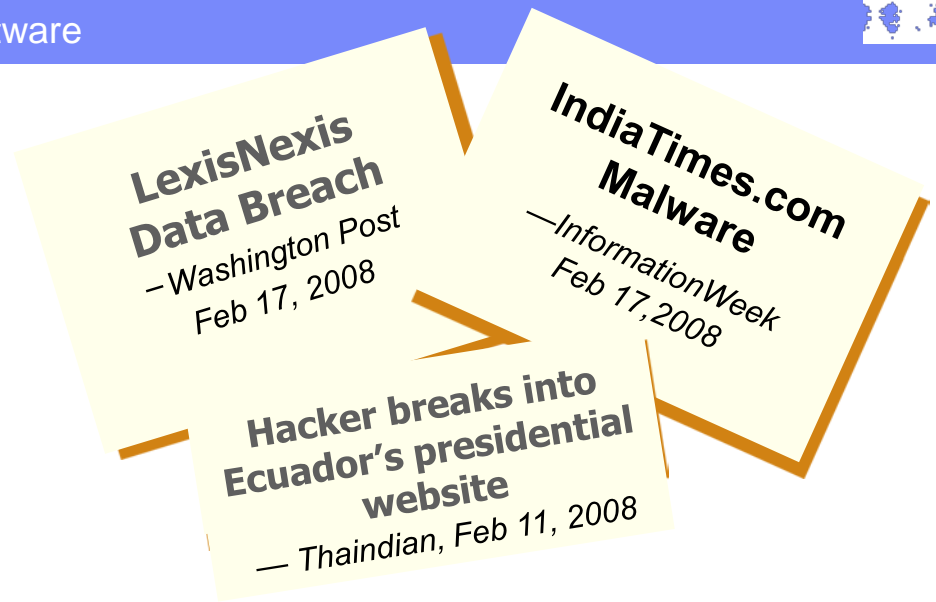 LexisNexis
Data Breach
–Washington Post
Feb 17, 2008
IndiaTimes.com
Malware
—InformationWeek
Feb 17,2008
Hacker breaks into
Ecuador’s presidential
website
— Thaindian, Feb 11, 2008